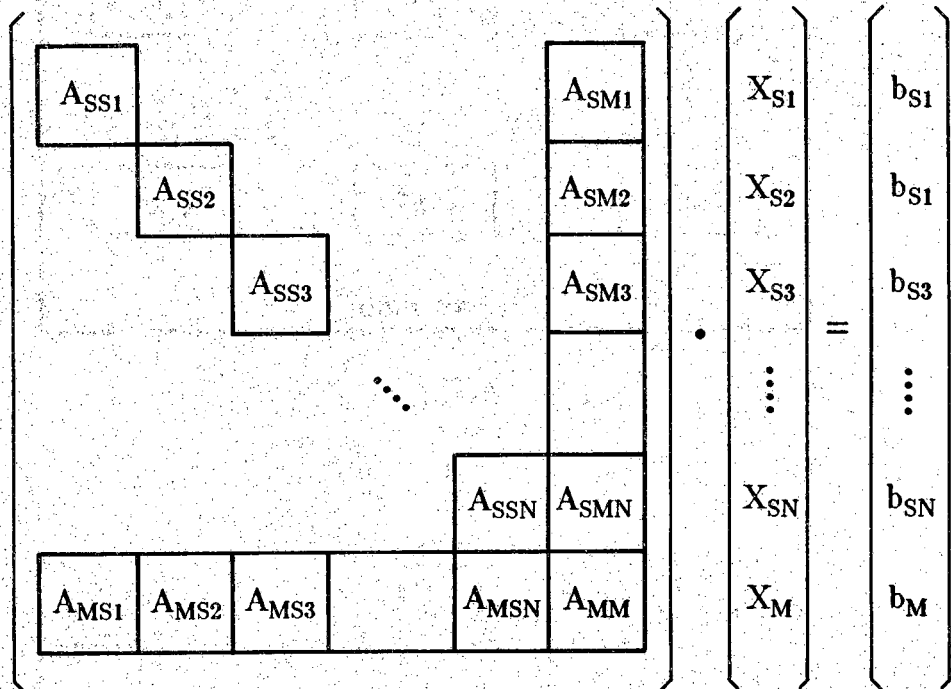 A_SS1 A_SM1 X_S1 b_S1
A_SS2 A_SM2 X_S2 b_S1
A_SS3 A_SM3 X_S3 b_S3
· =
⋱ ⋮ ⋮
A_SSN A_SMN X_SN b_SN
A_MS1 A_MS2 A_MS3 A_MSN A_MM X_M b_M